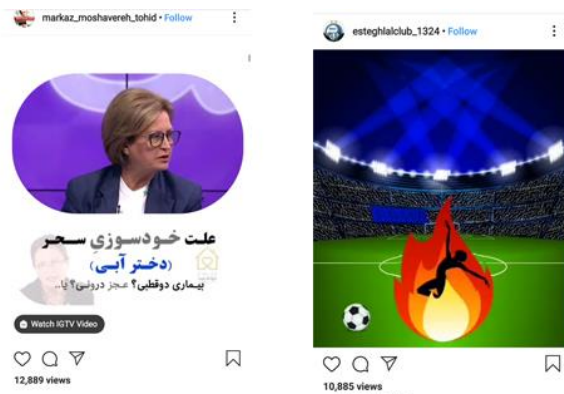 markaz_moshavereh_tohid • Follow
علت خودسوزیِ سحر
(دختر آبی)
بیماری دوقطبی؟ عجز درونی؟ یا..
Watch IGTV Video
12,889 views
esteghlalclub_1324 • Follow
10,885 views